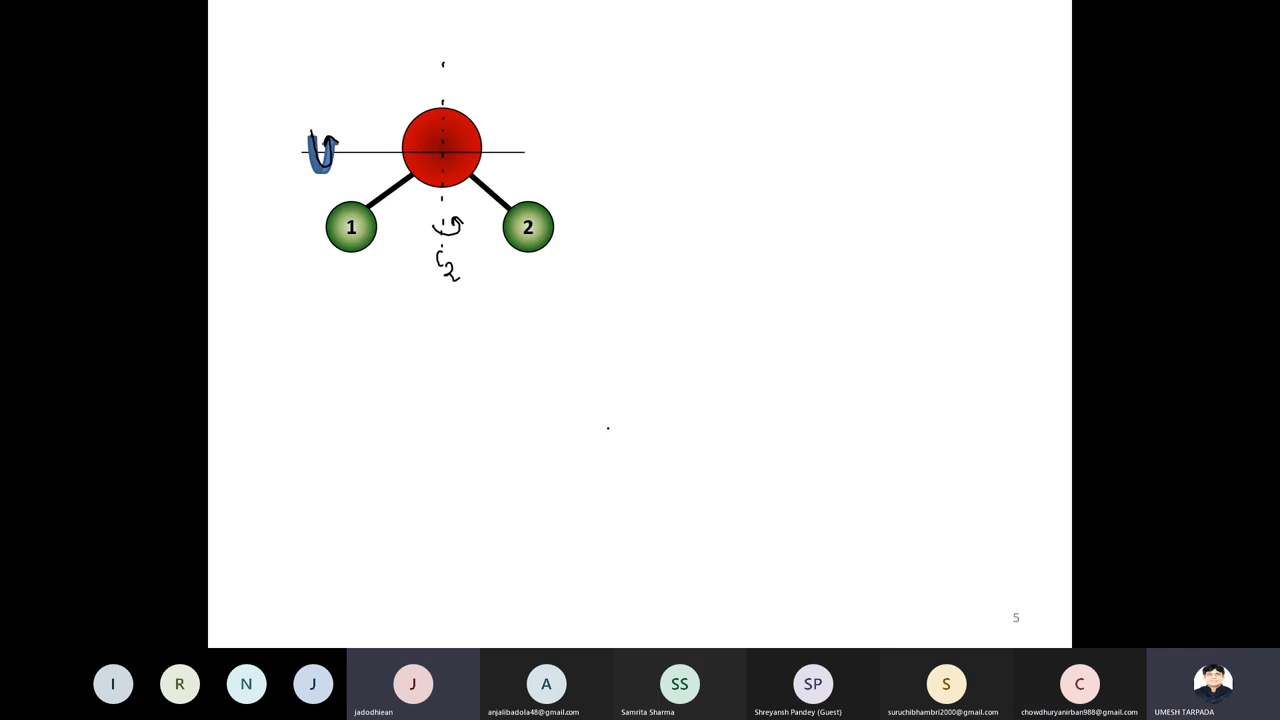 1
2
C2
5
I
R
N
J
J
A
SS
SP
S
C
jadodhiean
anjalibadola48@gmail.com
Samrita Sharma
Shreyansh Pandey (Guest)
suruchibhambri2000@gmail.com
chowdhuryanirban988@gmail.com
UMESH TARPADA